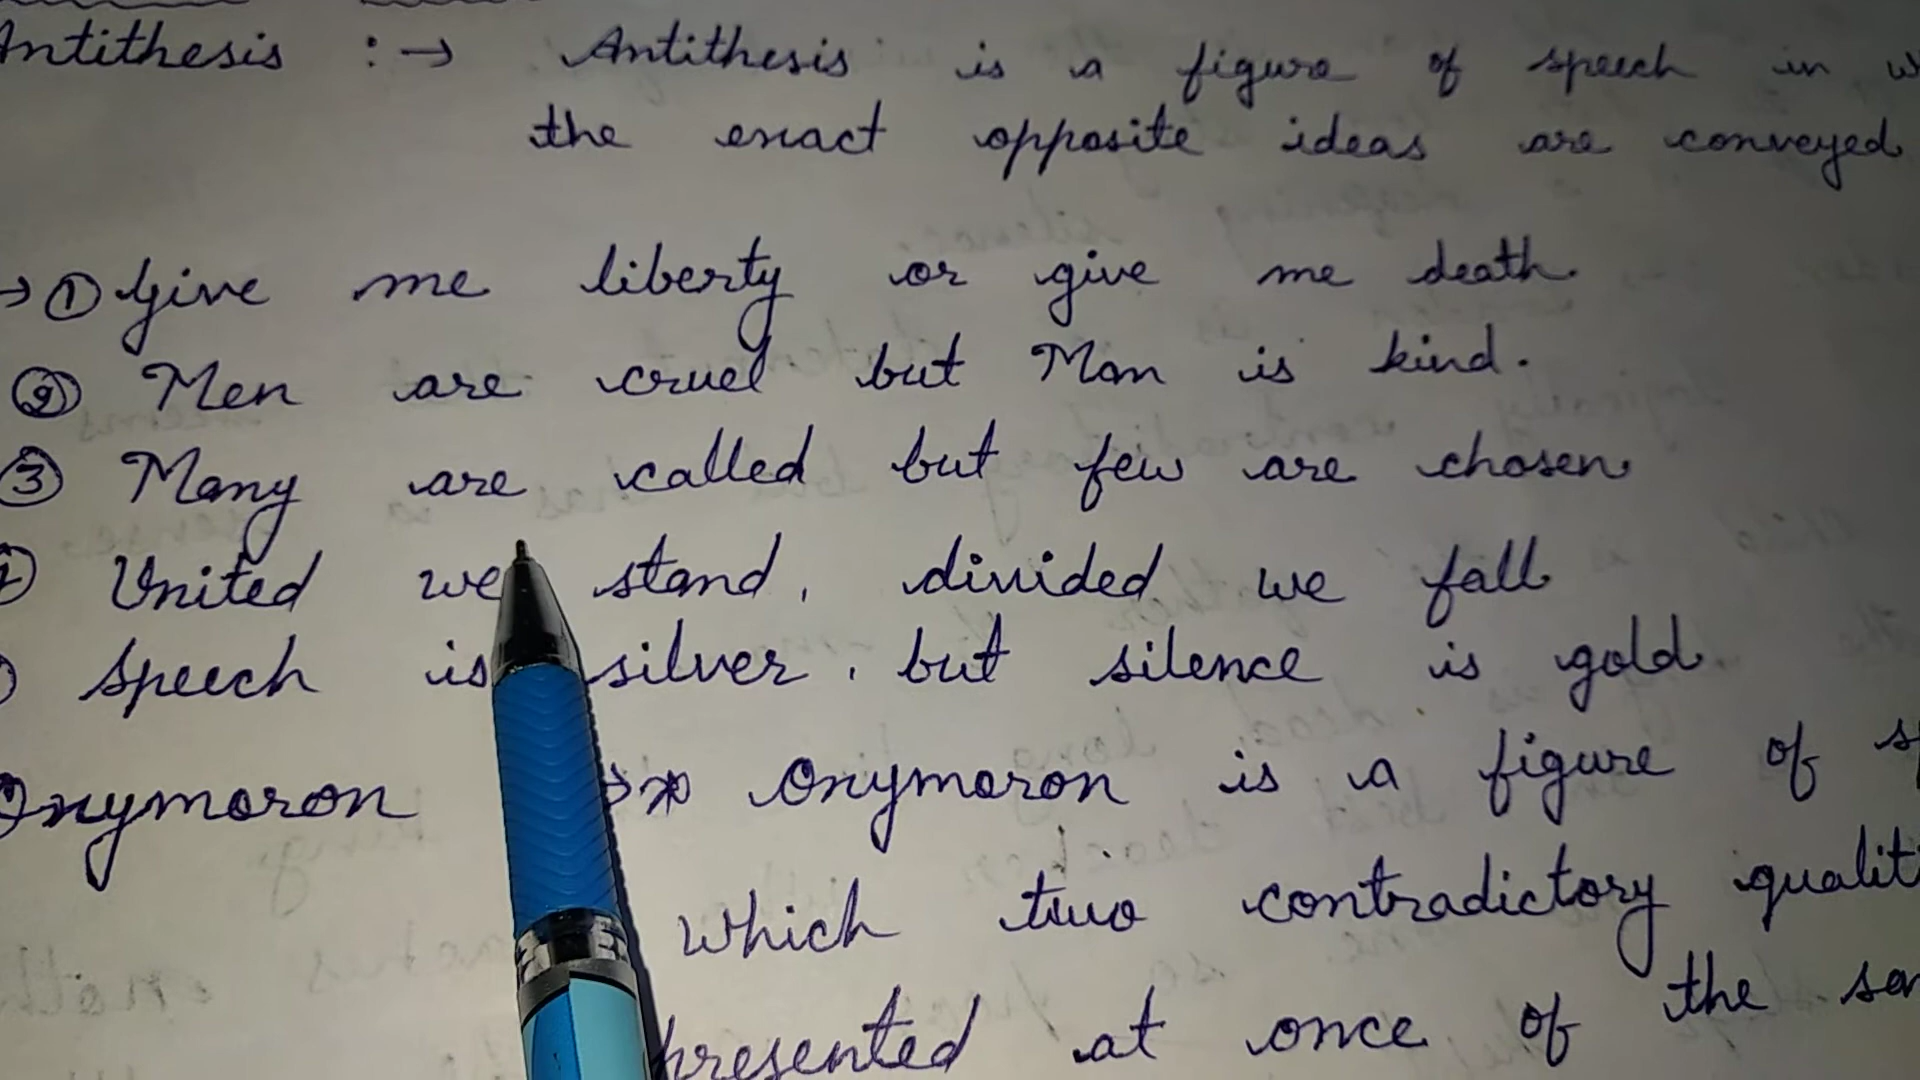 Antithesis :→ Antithesis is a figure of speech in
the exact opposite ideas are conveyed
→ ① Give me liberty or give me death.
② Men are cruel but Man is kind.
③ Many are called but few are chosen
United we stand, divided we fall
Speech is silver, but silence is gold
Oxymoron Oxymoron is a figure of
which two contradictory
presented at once of the